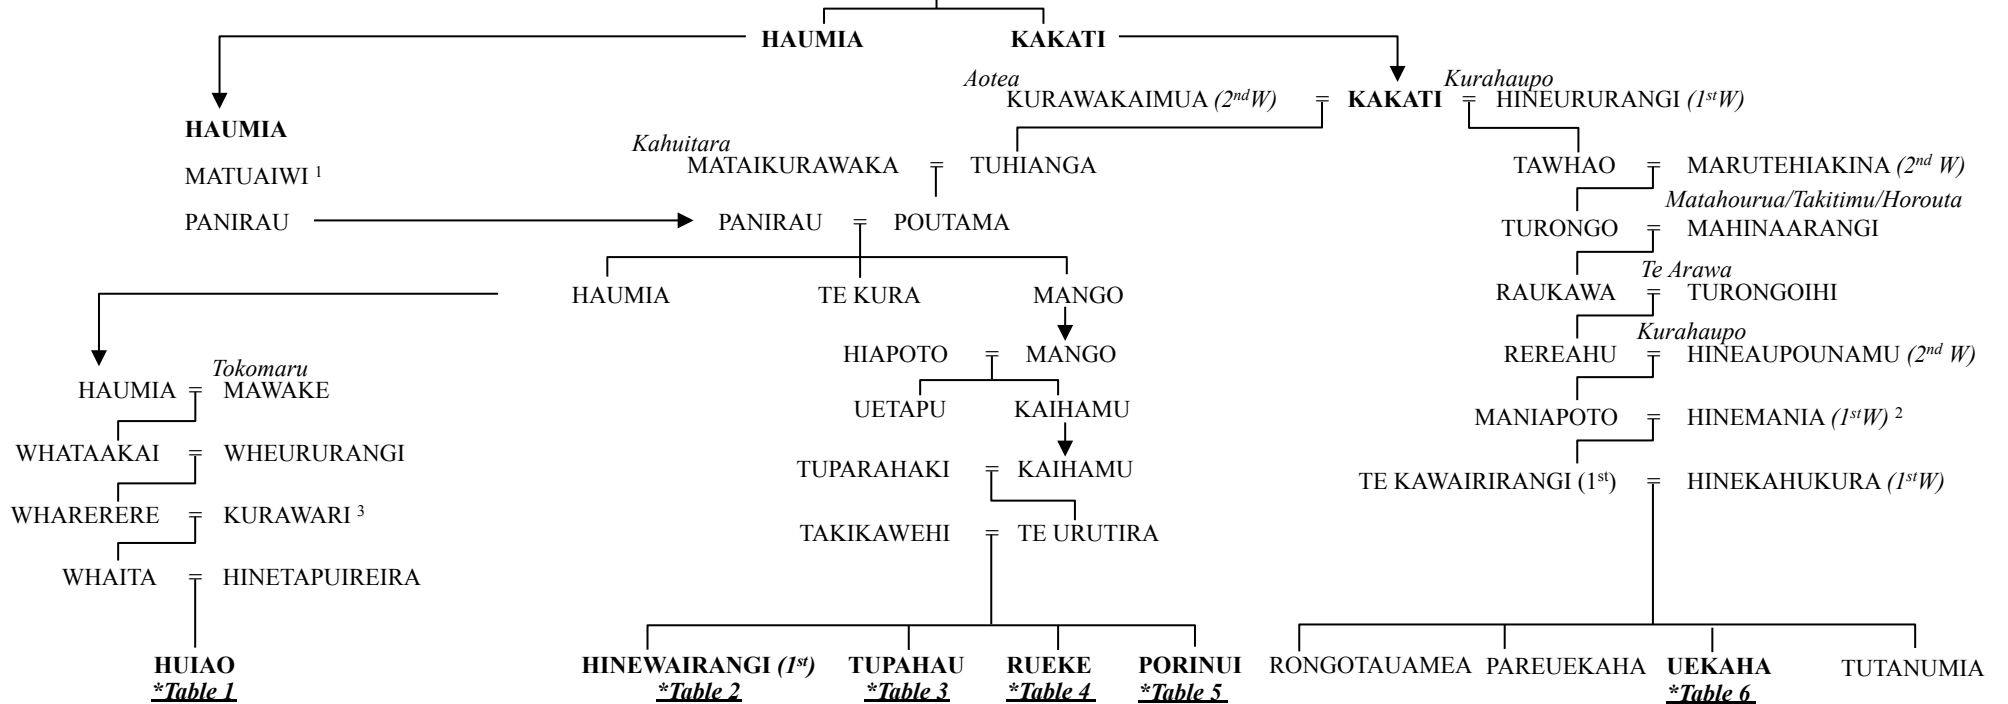 HAUMIA KAKATI
Aotea Kurahaupo
KURAWAKAIMUA (2nd W) = KAKATI = HINEURURANGI (1st W)
HAUMIA
Kahuitara
MATUAIWI 1 MATAIKURAWAKA = TUHIANGA TAWHAO = MARUTEHIAKINA (2nd W)
Matahourua/Takitimu/Horouta
PANIRAU PANIRAU = POUTAMA TURONGO = MAHINAARANGI
Te Arawa
HAUMIA TE KURA MANGO RAUKAWA = TURONGOIHI
Kurahaupo
HIAPOTO = MANGO REREAHU = HINEAUPOUNAMU (2nd W)
Tokomaru
HAUMIA = MAWAKE
UETAPU KAIHAMU MANIAPOTO = HINEMANIA (1st W) 2
WHATAAKAI = WHEURURANGI
TUPARAHAKI = KAIHAMU TE KAWAIRIRANGI (1st) = HINEKAHUKURA (1st W)
WHARERERE = KURAWARI 3
TAKIKAWEHI = TE URUTIRA
WHAITA = HINETAPUIREIRA
HUIAO HINEWAIRANGI (1st) TUPAHAU RUEKE PORINUI RONGOTAUAMEA PAREUEKAHA UEKAHA TUTANUMIA
*Table 1 *Table 2 *Table 3 *Table 4 *Table 5 *Table 6